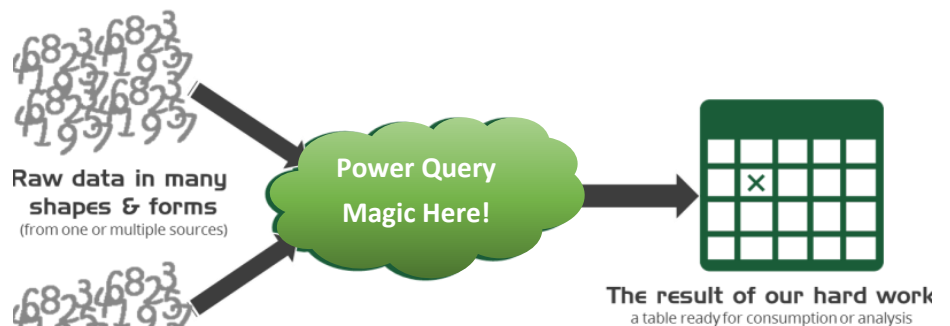 Raw data in many
shapes & forms
(from one or multiple sources)
Power Query
Magic Here!
The result of our hard work
a table ready for consumption or analysis